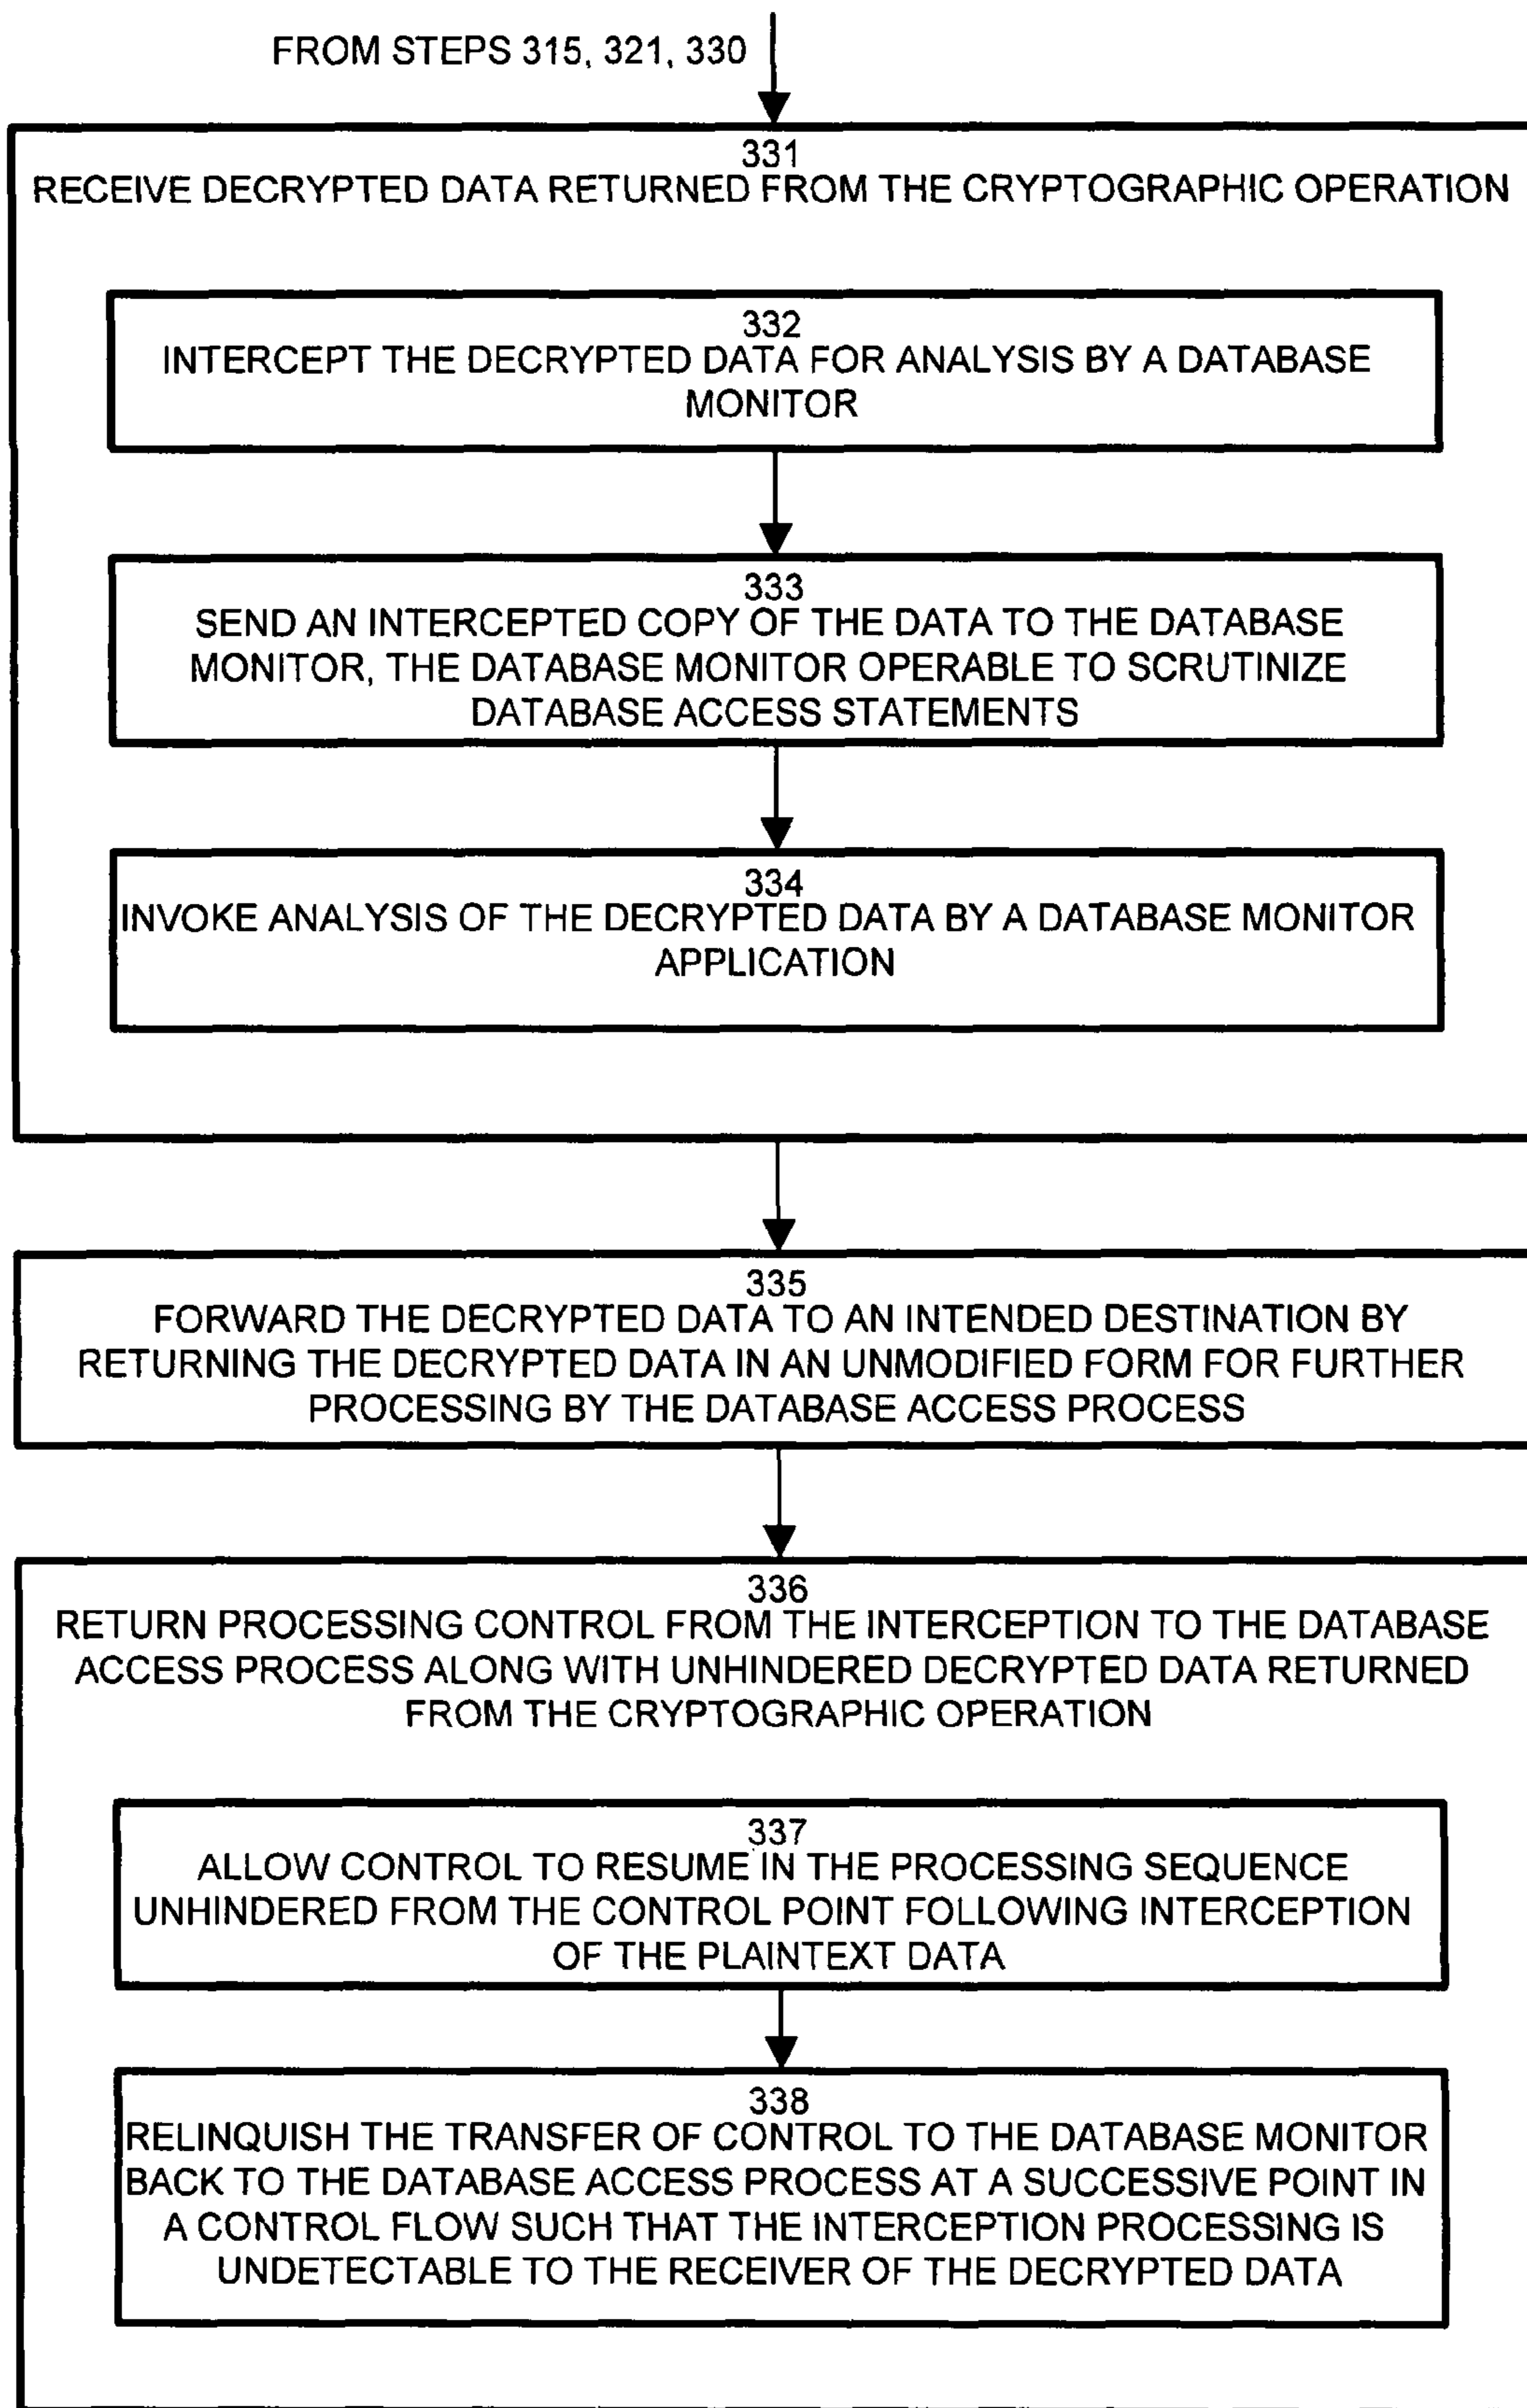 FROM STEPS 315, 321, 330
331
RECEIVE DECRYPTED DATA RETURNED FROM THE CRYPTOGRAPHIC OPERATION
332
INTERCEPT THE DECRYPTED DATA FOR ANALYSIS BY A DATABASE
MONITOR
333
SEND AN INTERCEPTED COPY OF THE DATA TO THE DATABASE
MONITOR, THE DATABASE MONITOR OPERABLE TO SCRUTINIZE
DATABASE ACCESS STATEMENTS
334
INVOKE ANALYSIS OF THE DECRYPTED DATA BY A DATABASE MONITOR
APPLICATION
335
FORWARD THE DECRYPTED DATA TO AN INTENDED DESTINATION BY
RETURNING THE DECRYPTED DATA IN AN UNMODIFIED FORM FOR FURTHER
PROCESSING BY THE DATABASE ACCESS PROCESS
336
RETURN PROCESSING CONTROL FROM THE INTERCEPTION TO THE DATABASE
ACCESS PROCESS ALONG WITH UNHINDERED DECRYPTED DATA RETURNED
FROM THE CRYPTOGRAPHIC OPERATION
337
ALLOW CONTROL TO RESUME IN THE PROCESSING SEQUENCE
UNHINDERED FROM THE CONTROL POINT FOLLOWING INTERCEPTION
OF THE PLAINTEXT DATA
338
RELINQUISH THE TRANSFER OF CONTROL TO THE DATABASE MONITOR
BACK TO THE DATABASE ACCESS PROCESS AT A SUCCESSIVE POINT IN
A CONTROL FLOW SUCH THAT THE INTERCEPTION PROCESSING IS
UNDETECTABLE TO THE RECEIVER OF THE DECRYPTED DATA